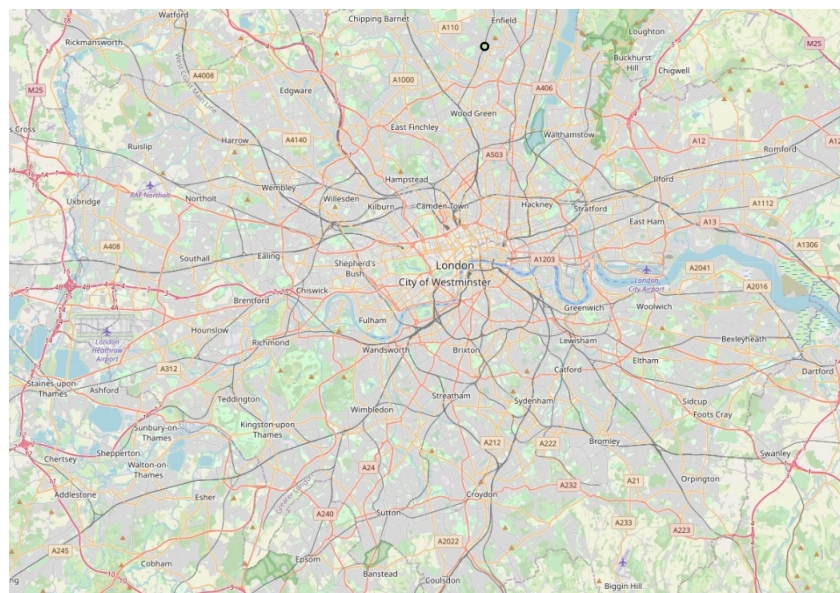 Watford
Chipping Barnet
Enfield
A110
Loughton
M25
Rickmansworth
Buckhurst
Hill
Chigwell
West Coast Main Line
A4008
A1000
A406
M25
Edgware
Wood Green
East Finchley
Walthamstow
A12
Harrow
A4140
A503
Romford
Ruislip
Hampstead
Ilford
RAF Northolt
Northolt
Wembley
Willesden
Kilburn
Camden Town
Hackney
Stratford
A1112
Uxbridge
East Ham
A13
A408
Southall
Ealing
Shepherd's
Bush
London
A1203
A1306
City of Westminster
London
City Airport
A2041
A2016
Chiswick
Brentford
Greenwich
Woolwich
Fulham
Hounslow
London
Heathrow
Airport
Richmond
Wandsworth
Brixton
Lewisham
Bexleyheath
A312
Eltham
Catford
Dartford
Staines-upon-
Thames
Ashford
Teddington
Streatham
Sydenham
Sidcup
Foots Cray
Wimbledon
Kingston-upon
Thames
Sunbury-on-
Thames
A212
A222
Bromley
Chertsey
Shepperton
Walton-on-
Thames
A24
Swanley
Addlestone
Esher
Greater London
Croydon
A232
A21
Orpington
Sutton
A240
A233
A223
A245
A2022
Cobham
Epsom
Banstead
Coulsdon
Biggin Hill